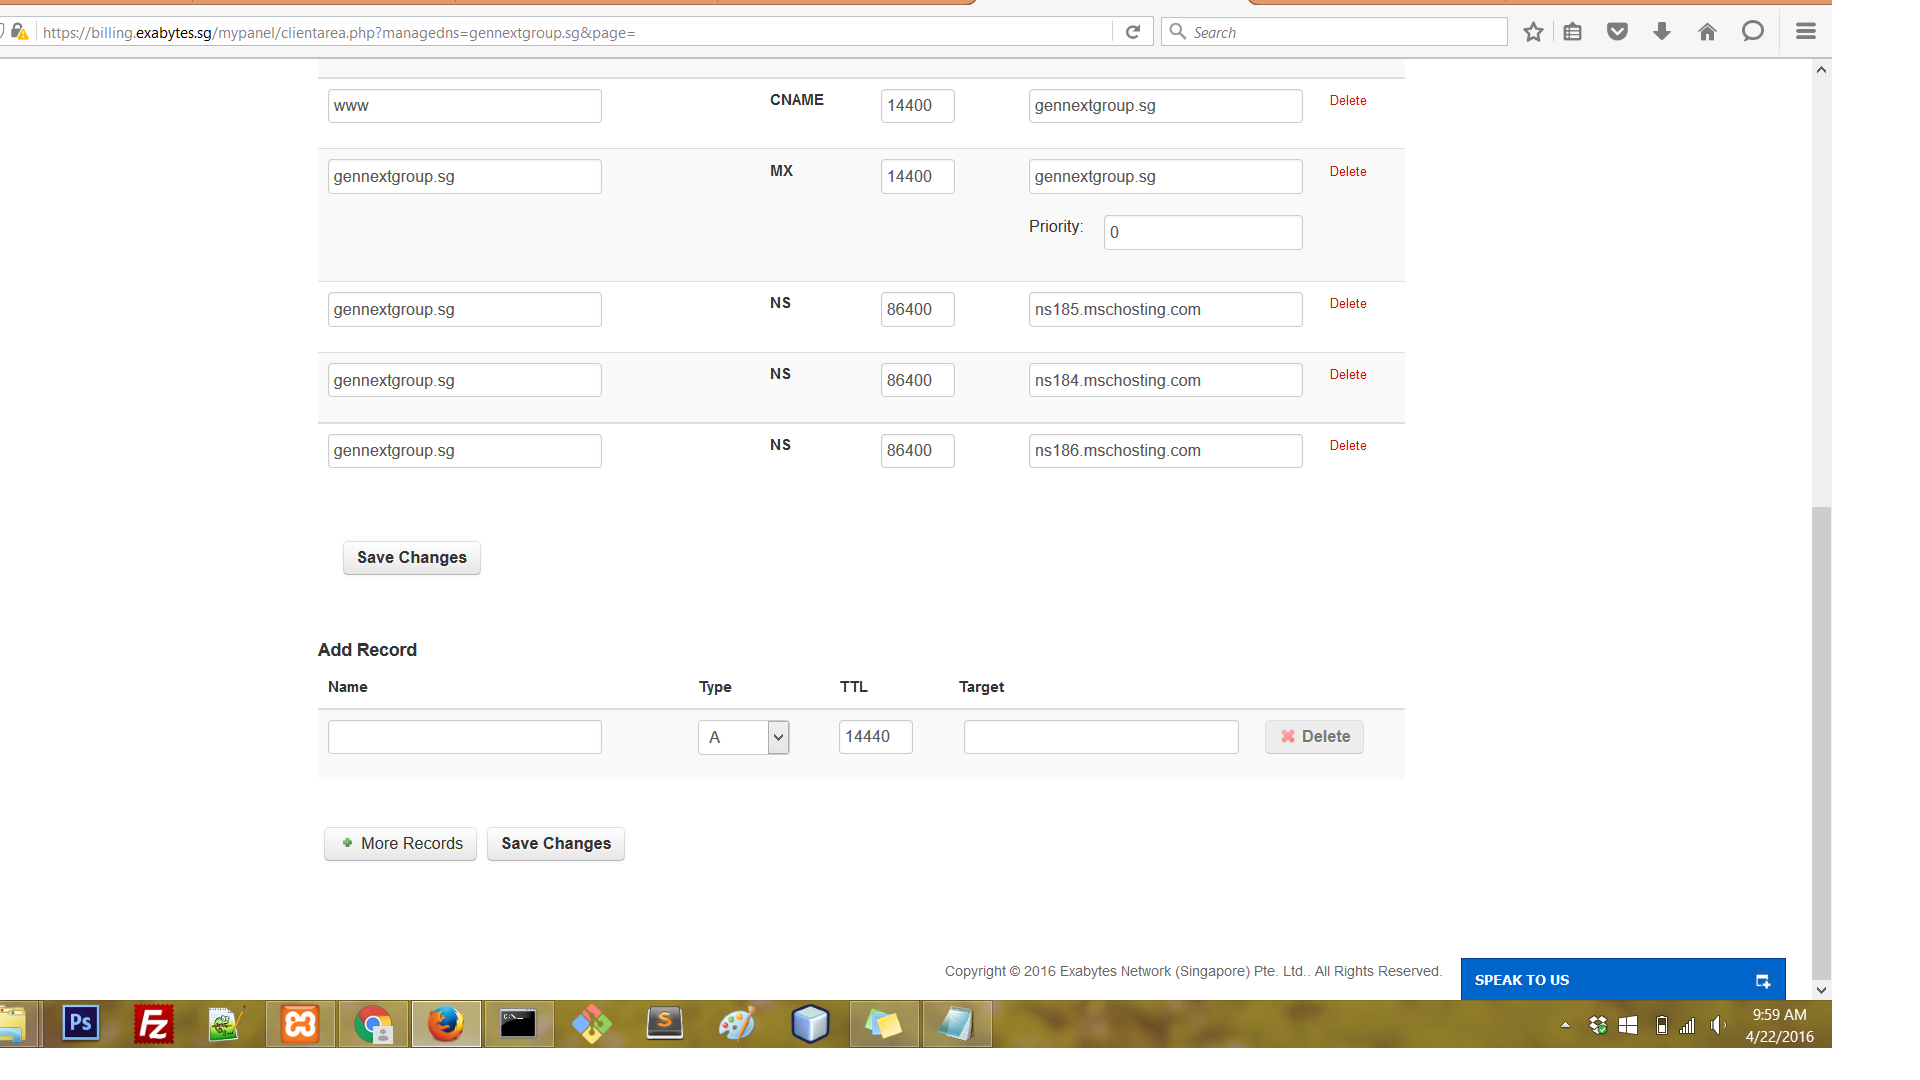 https://billing.exabytes.sg/mypanel/clientarea.php?managedns=gennextgroup.sg&page=
Search
www CNAME 14400 gennextgroup.sg Delete
gennextgroup.sg MX 14400 gennextgroup.sg Delete
Priority: 0
gennextgroup.sg NS 86400 ns185.mschosting.com Delete
gennextgroup.sg NS 86400 ns184.mschosting.com Delete
gennextgroup.sg NS 86400 ns186.mschosting.com Delete
Save Changes
Add Record
Name Type TTL Target
A 14440 Delete
More Records Save Changes
Copyright © 2016 Exabytes Network (Singapore) Pte. Ltd.. All Rights Reserved.
SPEAK TO US
Ps Fz S
9:59 AM
4/22/2016